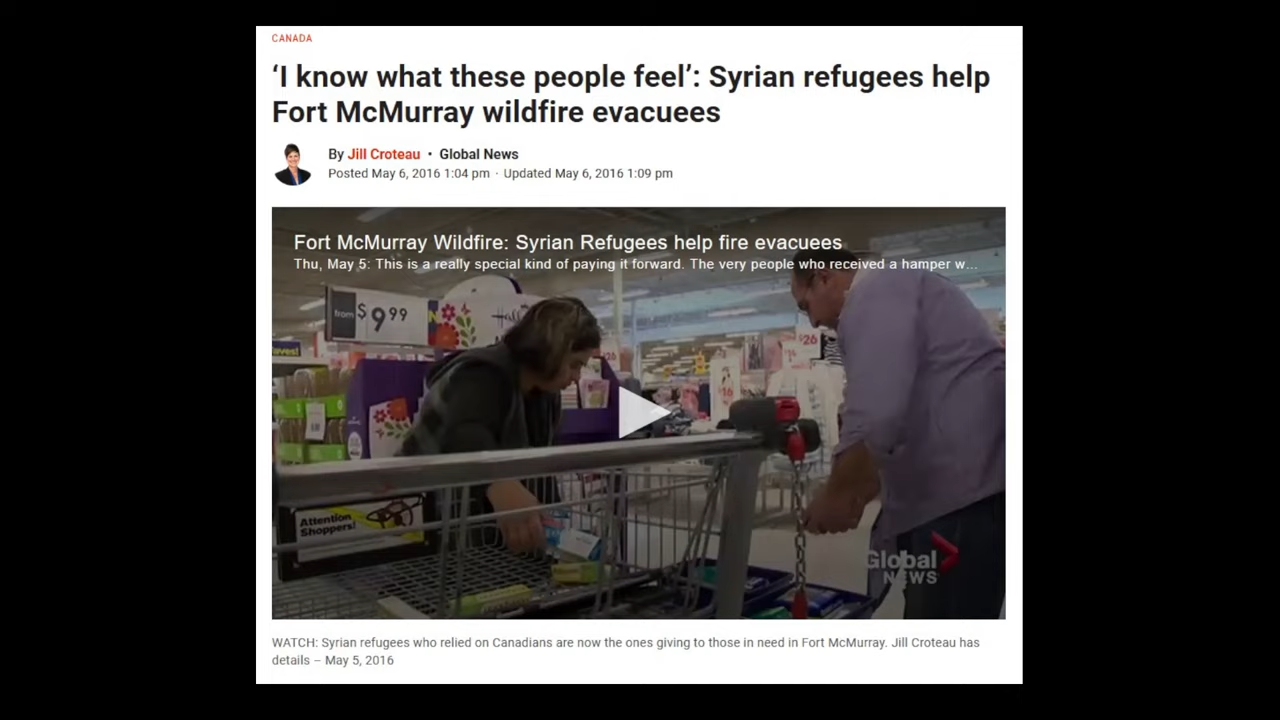 CANADA
‘I know what these people feel’: Syrian refugees help
Fort McMurray wildfire evacuees
By Jill Croteau • Global News
Posted May 6, 2016 1:04 pm · Updated May 6, 2016 1:09 pm
Fort McMurray Wildfire: Syrian Refugees help fire evacuees
Thu, May 5: This is a really special kind of paying it forward. The very people who received a hamper w...
from $9.99
$26
Attention
Shoppers!
Global
NEWS
WATCH: Syrian refugees who relied on Canadians are now the ones giving to those in need in Fort McMurray. Jill Croteau has
details – May 5, 2016